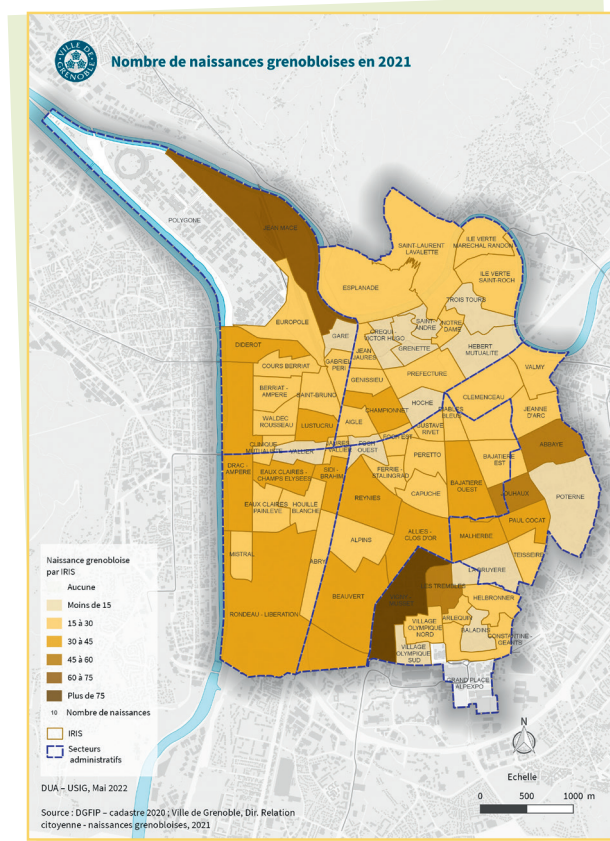 VILLE DE
GRENOBLE
Nombre de naissances grenobloises en 2021
POLYGONE
JEAN MACE
SAINT-LAURENT
LAVALETTE
ILE VERTE
MARECHAL RANDON
ILE VERTE
SAINT-ROCH
ESPLANADE
TROIS TOURS
EUROPOLE
GARE
CREQUI-
VICTOR HUGO
SAINT-
ANDRE
NOTRE-
DAME
DIDEROT
GRENETTE
HEBERT
MUTUALITE
JEAN
JAURES
COURS BERRIAT
GABRIEL
PERI
VALMY
PREFECTURE
GENISSIEU
BERRIAT -
AMPERE
SAINT-BRUNO
CLEMENCEAU
HOCHE
CHAMPIONNET
DIABLES
BLEUS
JEANNE
D'ARC
WALDEC
ROUSSEAU
LUSTUCRU
AIGLE
GUSTAVE
RIVET
ABBAYE
CLINIQUE
MUTUALISTE
VALLIER
JAURES
VALLIER
FOCH
OUEST
FOCH EST
PERETTO
BAJATIERE
EST
DRAC -
AMPERE
EAUX CLAIRES -
CHAMPS ELYSEES
SIDI -
BRAHIM
FERRIE -
STALINGRAD
BAJATIERE
OUEST
JOUHAUX
POTERNE
REYNIES
CAPUCHE
EAUX CLAIRES
PAINLEVE
HOUILLE
BLANCHE
PAUL COCAT
ALLIES -
CLOS D'OR
MALHERBE
ALPINS
MISTRAL
ABRY
TEISSEIRE
LA BRUYERE
LES TREMBLES
HELBRONNER
BEAUVERT
RONDEAU - LIBERATION
VILLAGE
OLYMPIQUE
NORD
ARLEQUIN
BALADINS
CONSTANTINE -
GEANTS
VILLAGE
OLYMPIQUE
SUD
GRAND PLACE
ALPEXPO
Naissance grenobloise
par IRIS
Aucune
Moins de 15
15 à 30
30 à 45
45 à 60
60 à 75
Plus de 75
10 Nombre de naissances
IRIS
Secteurs
administratifs
N
Echelle
0 500 1000 m
DUA – USIG, Mai 2022
Source : DGFIP – cadastre 2020 ; Ville de Grenoble, Dir. Relation
citoyenne - naissances grenobloises, 2021